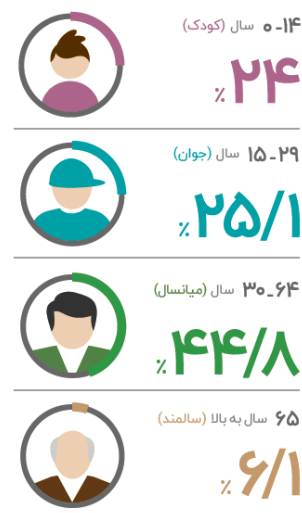 ۰-۱۴ سال (کودک)
۲۴٪
۱۵-۲۹ سال (جوان)
۲۵/۱٪
۳۰-۶۴ سال (میانسال)
۴۴/۸٪
۶۵ سال به بالا (سالمند)
۶/۱٪